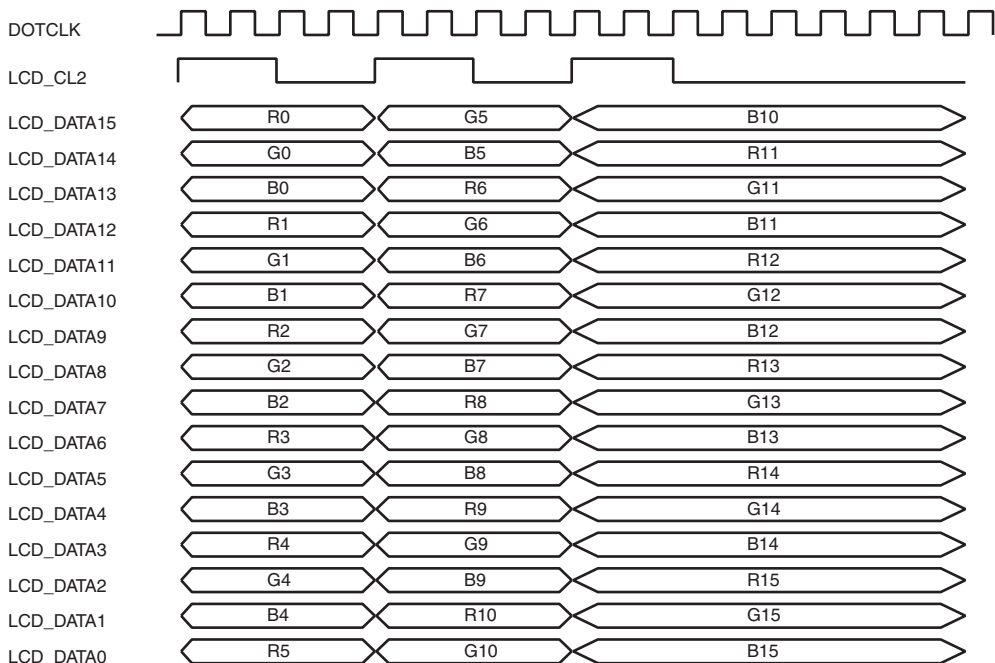 DOTCLK
LCD_CL2
LCD_DATA15 R0 G5 B10
LCD_DATA14 G0 B5 R11
LCD_DATA13 B0 R6 G11
LCD_DATA12 R1 G6 B11
LCD_DATA11 G1 B6 R12
LCD_DATA10 B1 R7 G12
LCD_DATA9 R2 G7 B12
LCD_DATA8 G2 B7 R13
LCD_DATA7 B2 R8 G13
LCD_DATA6 R3 G8 B13
LCD_DATA5 G3 B8 R14
LCD_DATA4 B3 R9 G14
LCD_DATA3 R4 G9 B14
LCD_DATA2 G4 B9 R15
LCD_DATA1 B4 R10 G15
LCD_DATA0 R5 G10 B15